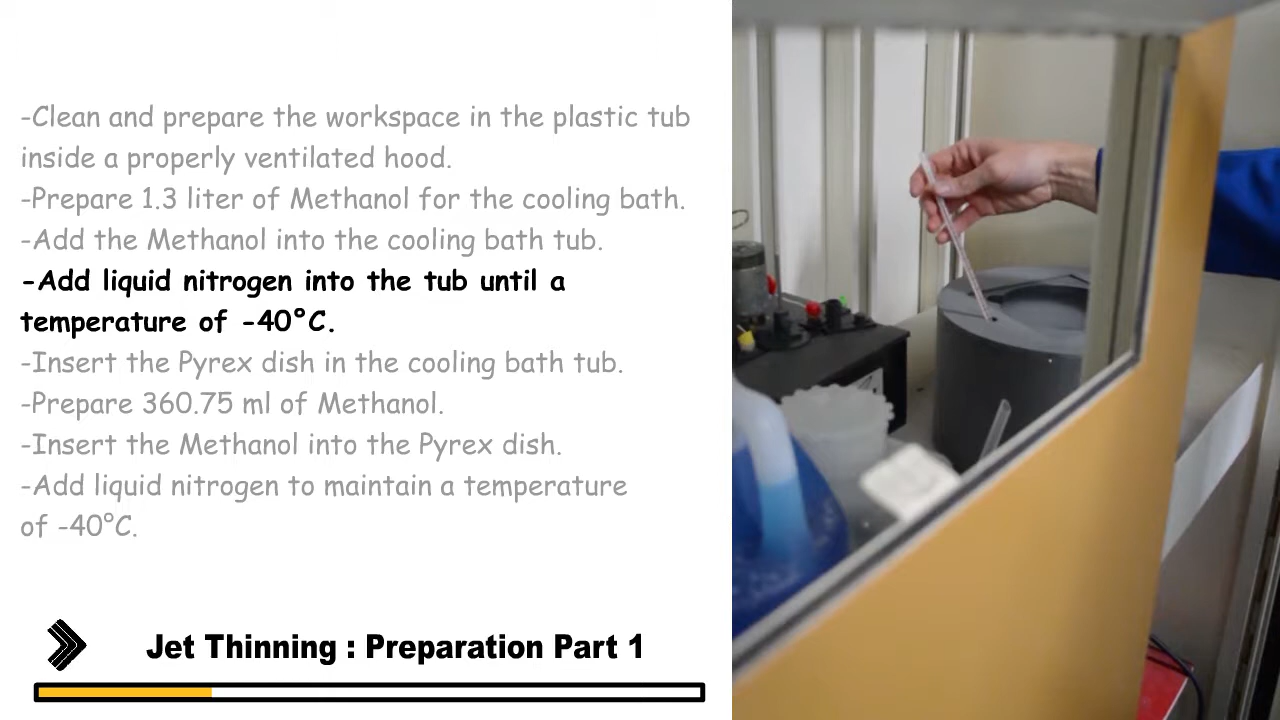 -Clean and prepare the workspace in the plastic tub
inside a properly ventilated hood.
-Prepare 1.3 liter of Methanol for the cooling bath.
-Add the Methanol into the cooling bath tub.
-Add liquid nitrogen into the tub until a
temperature of -40°C.
-Insert the Pyrex dish in the cooling bath tub.
-Prepare 360.75 ml of Methanol.
-Insert the Methanol into the Pyrex dish.
-Add liquid nitrogen to maintain a temperature
of -40°C.
Jet Thinning : Preparation Part 1